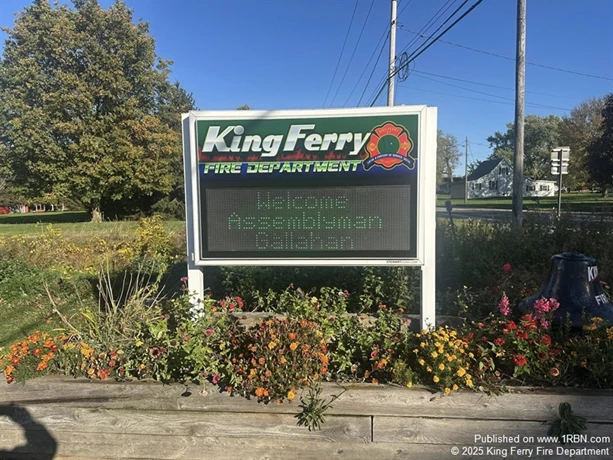 King Ferry
FIRE DEPARTMENT
Welcome
Assemblyman
Gallahan
Published on www.1RBN.com
© 2025 King Ferry Fire Department